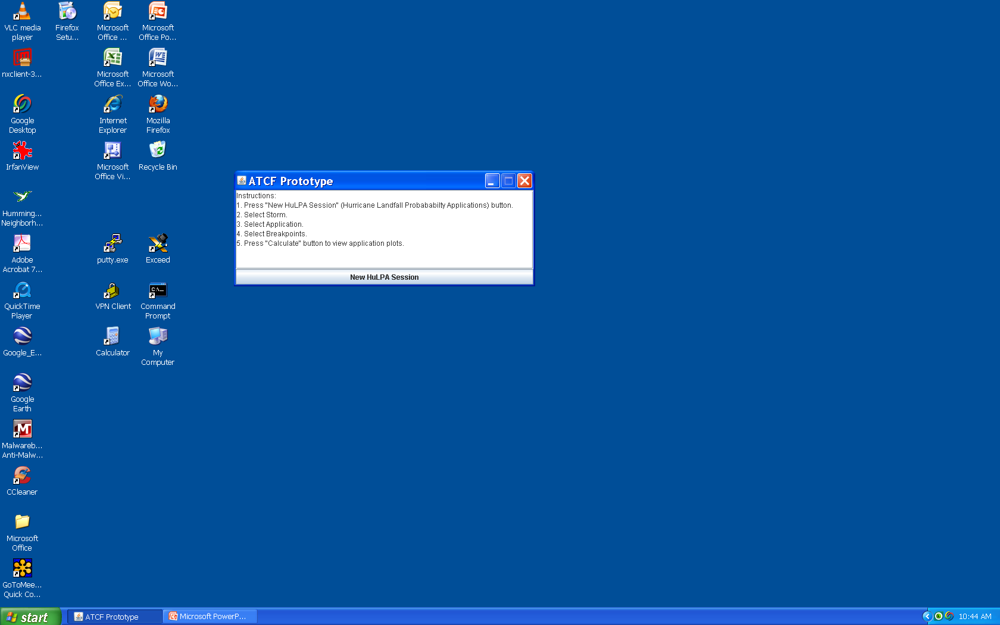 VLC media
player
Firefox
Setu...
Microsoft
Office ...
Microsoft
Office Po...
nxclient-3...
Microsoft
Office Ex...
Microsoft
Office Wo...
Google
Desktop
Internet
Explorer
Mozilla
Firefox
IrfanView
Microsoft
Office Vi...
Recycle Bin
Humming...
Neighborh...
Adobe
Acrobat 7...
putty.exe
Exceed
QuickTime
Player
VPN Client
C:\_
Command
Prompt
Google_E...
Calculator
My
Computer
Google
Earth
Malwareb...
Anti-Malw...
CCleaner
Microsoft
Office
GoToMee...
Quick Co...
ATCF Prototype
Instructions:
1. Press "New HuLPA Session" (Hurricane Landfall Probababilty Applications) button.
2. Select Storm.
3. Select Application.
4. Select Breakpoints.
5. Press "Calculate" button to view application plots.
New HuLPA Session
start
ATCF Prototype
Microsoft PowerP...
10:44 AM